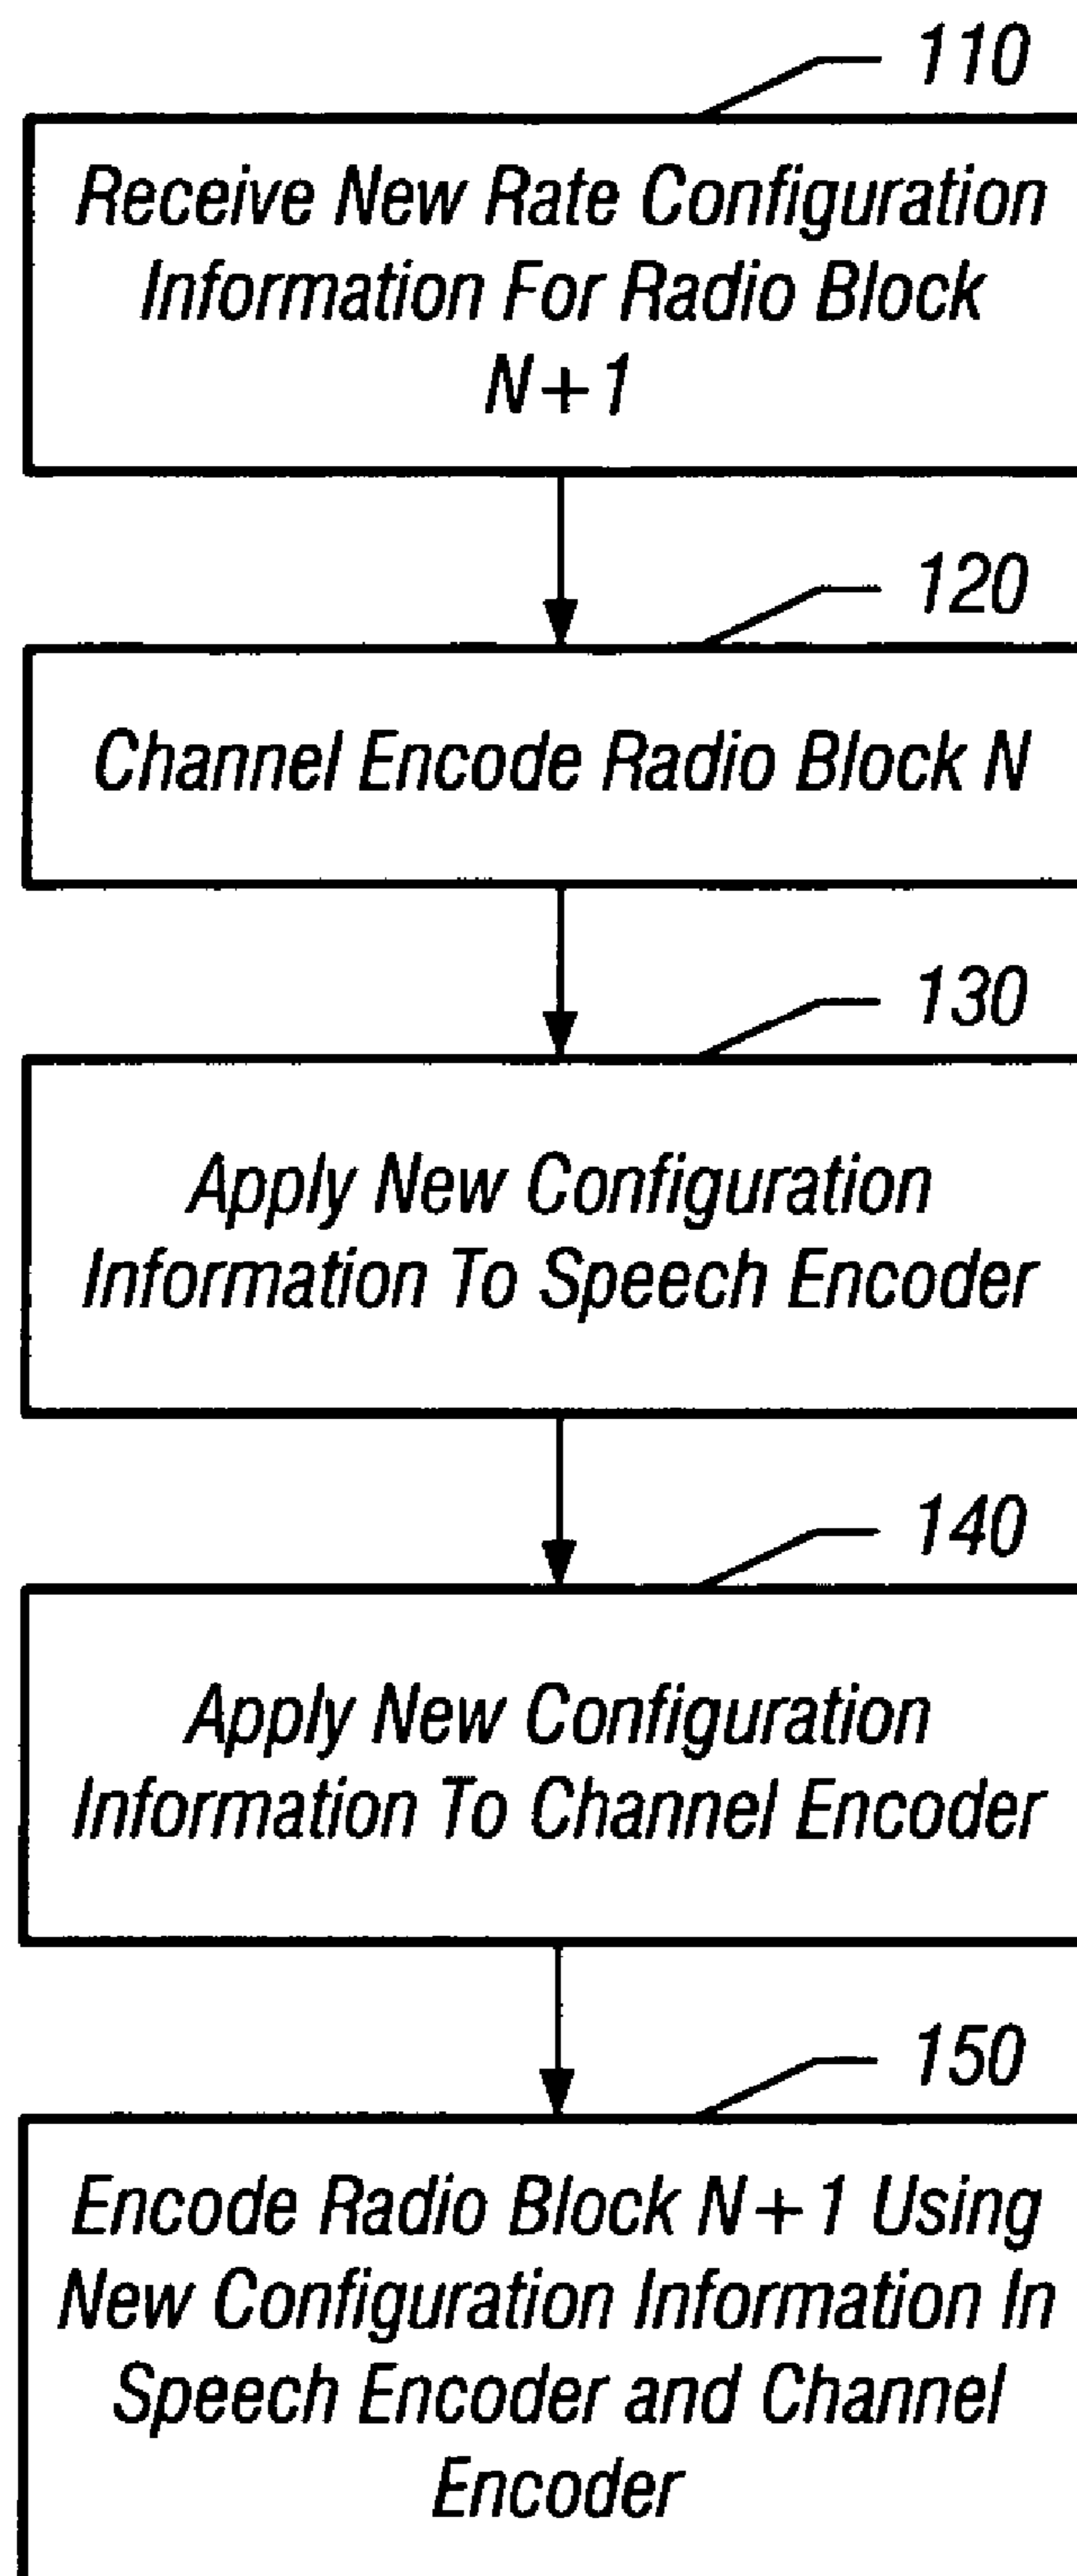 110
Receive New Rate Configuration
Information For Radio Block
N+1
120
Channel Encode Radio Block N
130
Apply New Configuration
Information To Speech Encoder
140
Apply New Configuration
Information To Channel Encoder
150
Encode Radio Block N+1 Using
New Configuration Information In
Speech Encoder and Channel
Encoder